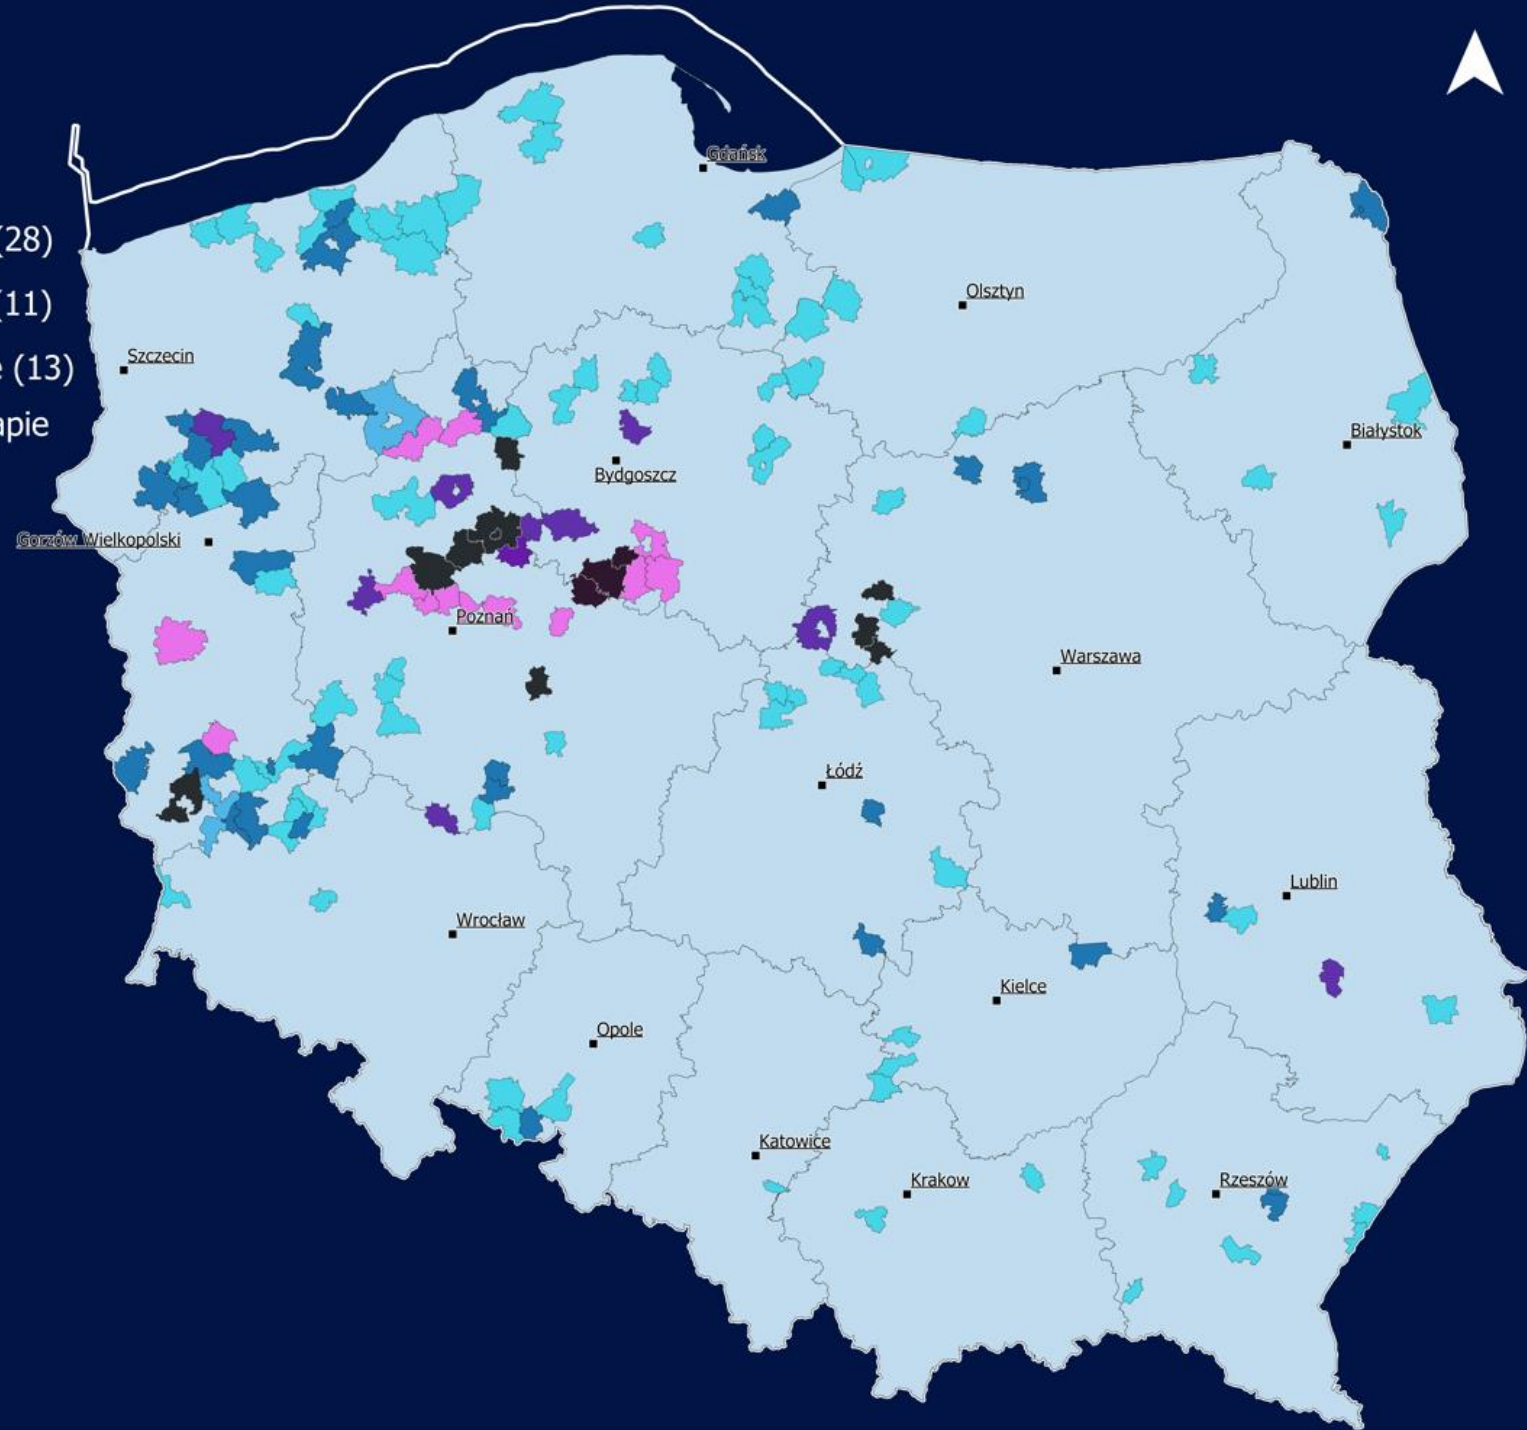 Gdańsk
(28)
Olsztyn
(11)
Szczecin
(13)
Białystok
Bydgoszcz
Gorzów Wielkopolski
Poznań
Warszawa
Łódź
Lublin
Wrocław
Kielce
Opole
Katowice
Krakow
Rzeszów